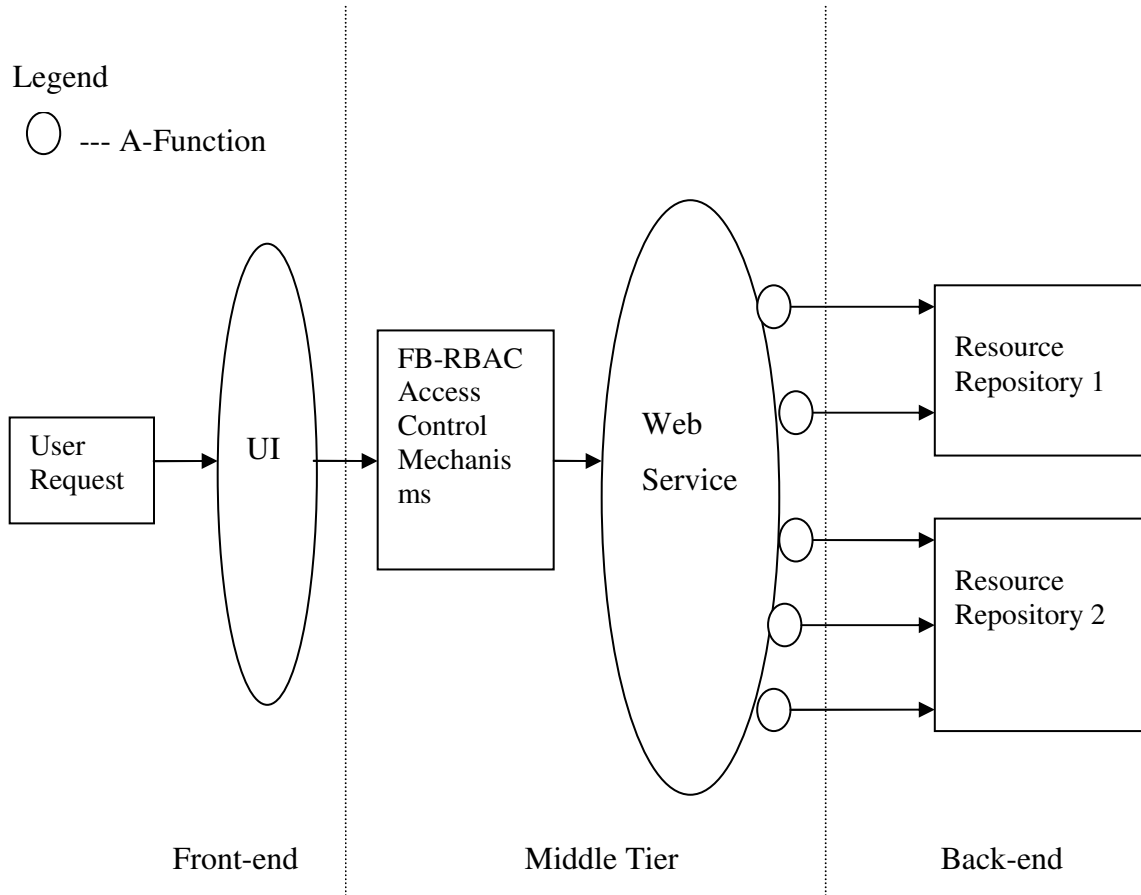 Legend
--- A-Function
User
Request
UI
FB-RBAC
Access
Control
Mechanis
ms
Web
Service
Resource
Repository 1
Resource
Repository 2
Front-end
Middle Tier
Back-end